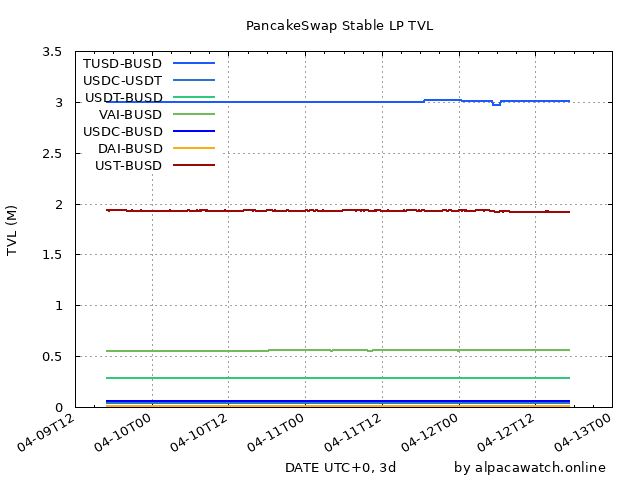 PancakeSwap Stable LP TVL
3.5
3
2.5
2
1.5
1
0.5
0
TVL (M)
TUSD-BUSD
USDC-USDT
USDT-BUSD
VAI-BUSD
USDC-BUSD
DAI-BUSD
UST-BUSD
04-09T12 04-10T00 04-10T12 04-11T00 04-11T12 04-12T00 04-12T12 04-13T00
DATE UTC+0, 3d by alpacawatch.online